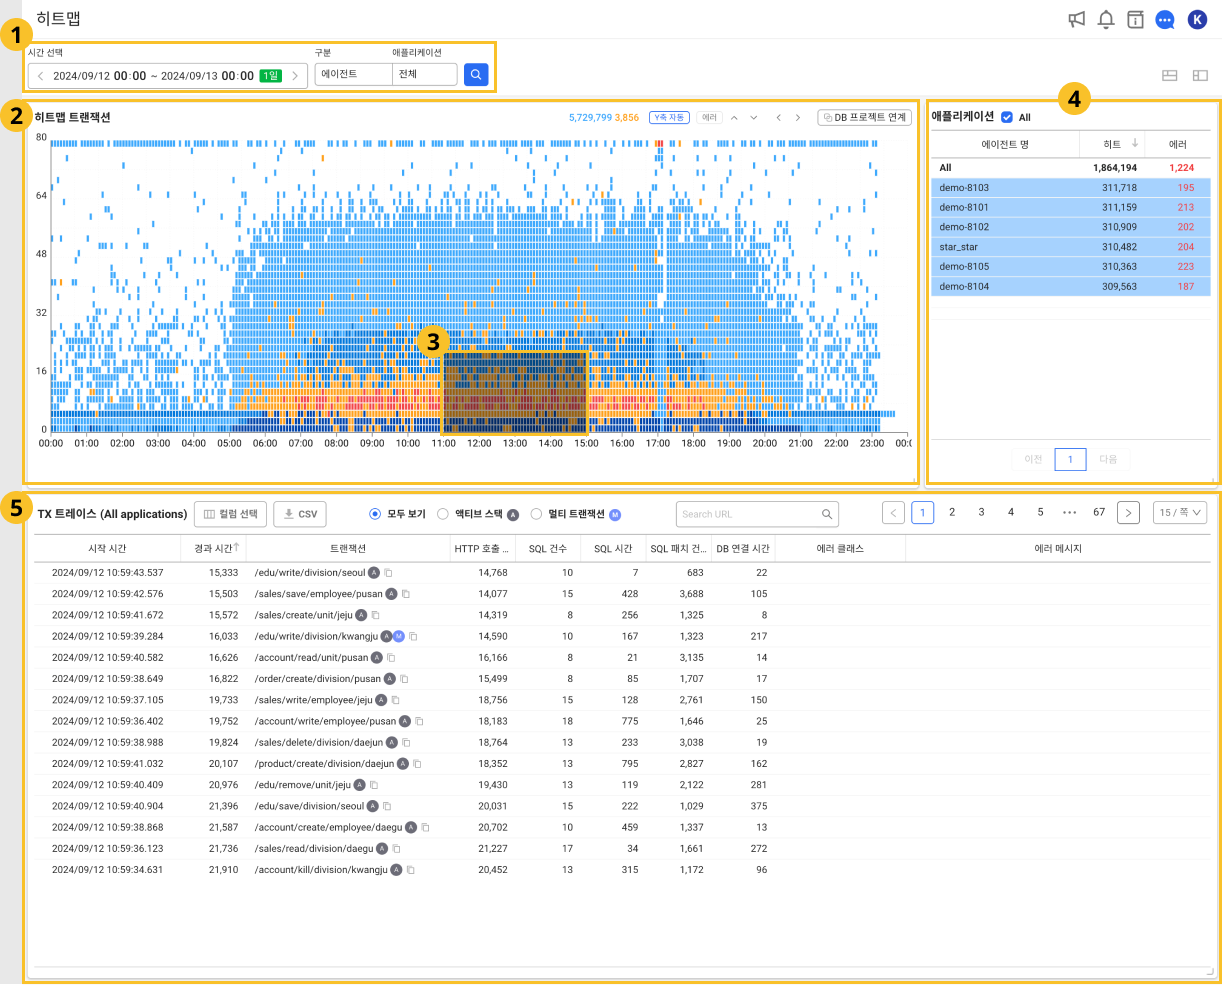 히트맵
K
1
시간 선택 구분 애플리케이션
2024/09/12 00:00 ~ 2024/09/13 00:00 1일 에이전트 전체
2
히트맵 트랜잭션 5,729,799 3,856 Y축 자동 에러 DB 프로젝트 연계
80
64
48
32
16
0
00:00 01:00 02:00 03:00 04:00 05:00 06:00 07:00 08:00 09:00 10:00 11:00 12:00 13:00 14:00 15:00 16:00 17:00 18:00 19:00 20:00 21:00 22:00 23:00 00:(
3
4
애플리케이션 All
에이전트 명 히트 에러
All 1,864,194 1,224
demo-8103 311,718 195
demo-8101 311,159 213
demo-8102 310,909 202
star_star 310,482 204
demo-8105 310,363 223
demo-8104 309,563 187
이전 1 다음
5
TX 트레이스 (All applications) 컬럼 선택 CSV 모두 보기 액티브 스택 A 멀티 트랜잭션 M Search URL 1 2 3 4 5 ··· 67 15 / 쪽
시작 시간 경과 시간 트랜잭션 HTTP 호출 ... SQL 건수 SQL 시간 SQL 패치 건... DB 연결 시간 에러 클래스 에러 메시지
2024/09/12 10:59:43.537 15,333 /edu/write/division/seoul A 14,768 10 7 683 22
2024/09/12 10:59:42.576 15,503 /sales/save/employee/pusan A 14,077 15 428 3,688 105
2024/09/12 10:59:41.672 15,572 /sales/create/unit/jeju A 14,319 8 256 1,325 8
2024/09/12 10:59:39.284 16,033 /edu/write/division/kwangju A M 14,590 10 167 1,323 217
2024/09/12 10:59:40.582 16,626 /account/read/unit/pusan A 16,166 8 21 3,135 14
2024/09/12 10:59:38.649 16,822 /order/create/division/pusan A 15,499 8 85 1,707 17
2024/09/12 10:59:37.105 19,733 /sales/write/employee/jeju A 18,756 15 128 2,761 150
2024/09/12 10:59:36.402 19,752 /account/write/employee/pusan A 18,183 18 775 1,646 25
2024/09/12 10:59:38.988 19,824 /sales/delete/division/daejun A 18,764 13 233 3,038 19
2024/09/12 10:59:41.032 20,107 /product/create/division/daejun A 18,352 13 795 2,827 162
2024/09/12 10:59:40.409 20,976 /edu/remove/unit/jeju A 19,430 13 119 2,122 281
2024/09/12 10:59:40.904 21,396 /edu/save/division/seoul A 20,031 15 222 1,029 375
2024/09/12 10:59:38.868 21,587 /account/create/employee/daegu A 20,702 10 459 1,337 13
2024/09/12 10:59:36.123 21,736 /sales/read/division/daegu A 21,227 17 34 1,661 272
2024/09/12 10:59:34.631 21,910 /account/kill/division/kwangju A 20,452 13 315 1,172 96